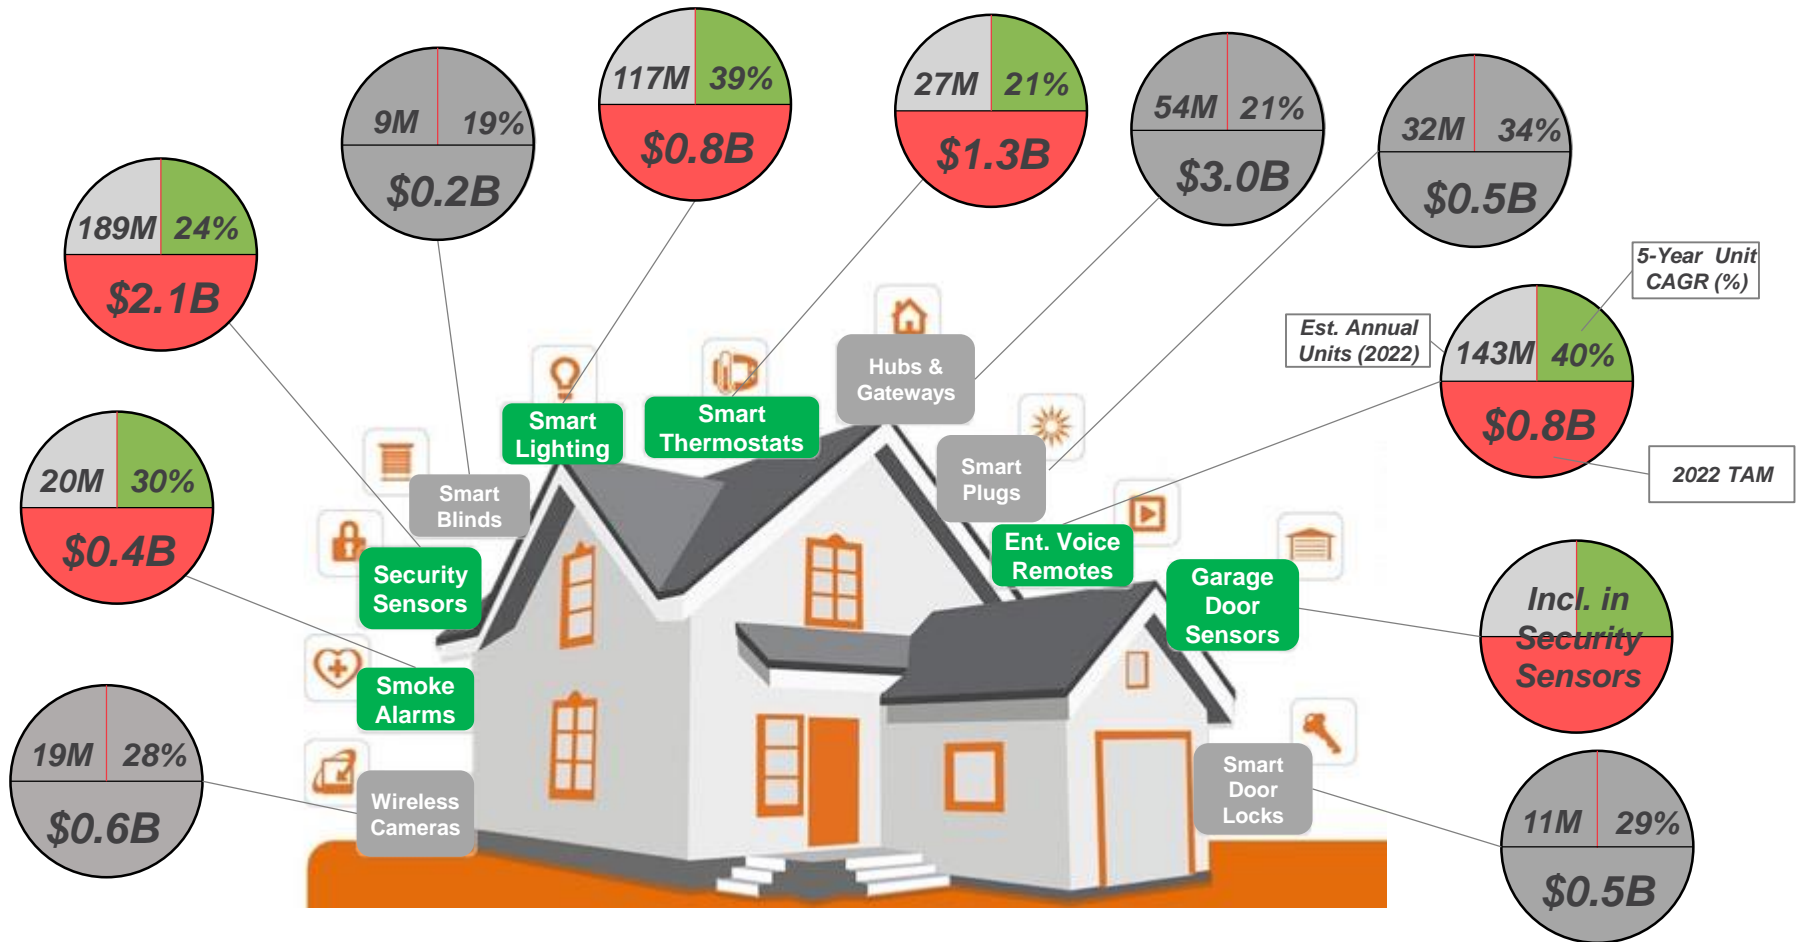 117M 39%
$0.8B
27M 21%
$1.3B
54M 21%
$3.0B
9M 19%
$0.2B
32M 34%
$0.5B
189M 24%
$2.1B
5-Year Unit
CAGR (%)
Est. Annual
Units (2022)
143M 40%
$0.8B
2022 TAM
Hubs &
Gateways
Smart
Lighting
Smart
Thermostats
20M 30%
$0.4B
Smart
Blinds
Smart
Plugs
Security
Sensors
Ent. Voice
Remotes
Garage
Door
Sensors
Incl. in
Security
Sensors
Smoke
Alarms
19M 28%
$0.6B
Wireless
Cameras
Smart
Door
Locks
11M 29%
$0.5B